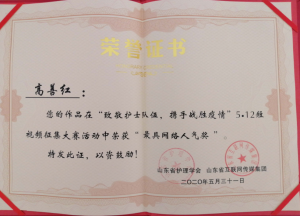 荣誉证书
高善红：
您的作品在“致敬护士队伍，携手战胜疫情”5·12短
视频征集大赛活动中荣获“最具网络人气奖”
特发此证，以资鼓励！
山东省护理学会 山东省互联网传媒集团
二〇二〇年五月三十一日